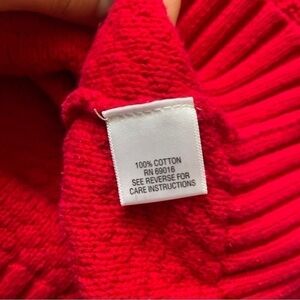 100% COTTON
RN 69016
SEE REVERSE FOR
CARE INSTRUCTIONS